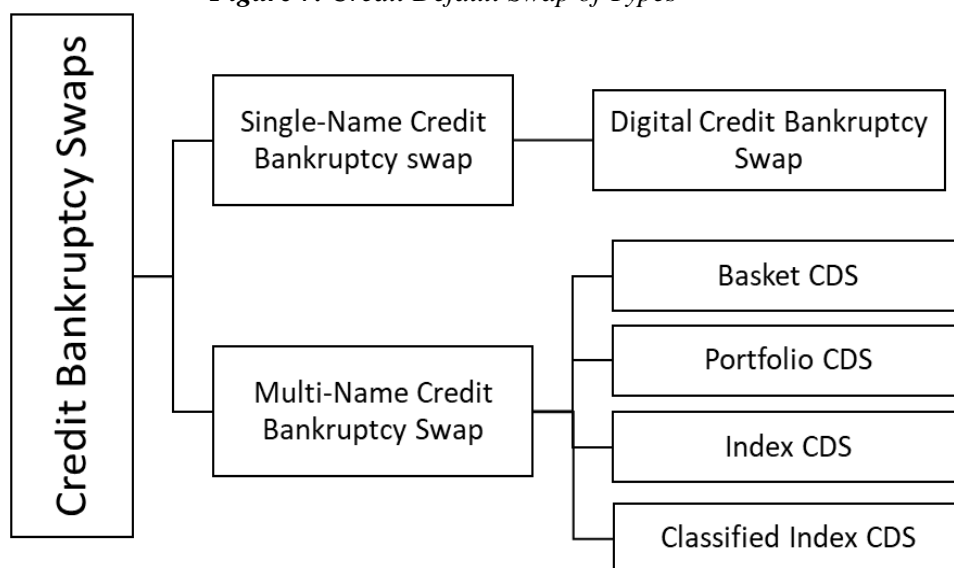 Figure 7: Credit Default Swap of Types
Credit Bankruptcy Swaps
Single-Name Credit
Bankruptcy swap
Digital Credit Bankruptcy
Swap
Multi-Name Credit
Bankruptcy Swap
Basket CDS
Portfolio CDS
Index CDS
Classified Index CDS